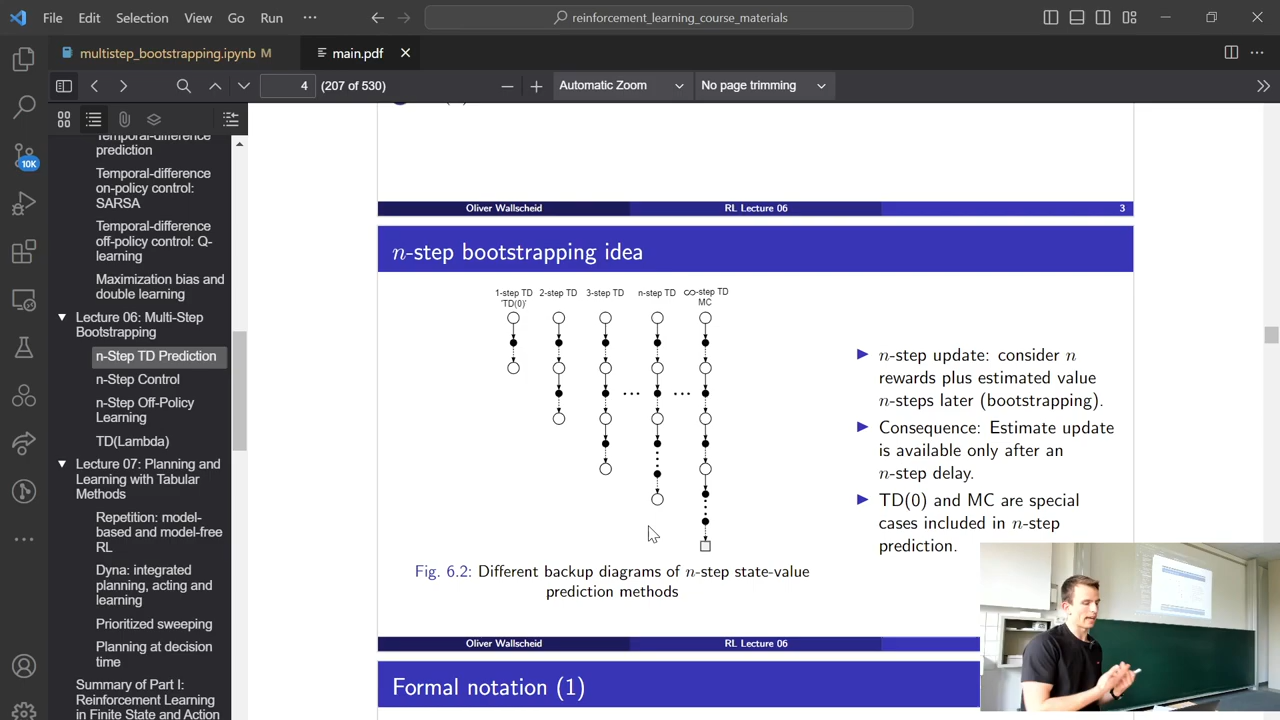 File Edit Selection View Go Run ···
reinforcement_learning_course_materials
multistep_bootstrapping.ipynb M
main.pdf
4 (207 of 530)
Automatic Zoom
No page trimming
Temporal-difference
prediction
Temporal-difference
on-policy control:
SARSA
Temporal-difference
off-policy control: Q-
learning
Maximization bias and
double learning
Lecture 06: Multi-Step
Bootstrapping
n-Step TD Prediction
n-Step Control
n-Step Off-Policy
Learning
TD(Lambda)
Lecture 07: Planning and
Learning with Tabular
Methods
Repetition: model-
based and model-free
RL
Dyna: integrated
planning, acting and
learning
Prioritized sweeping
Planning at decision
time
Summary of Part I:
Reinforcement Learning
in Finite State and Action
10K
Oliver Wallscheid RL Lecture 06 3
n-step bootstrapping idea
1-step TD 2-step TD 3-step TD n-step TD ∞-step TD
'TD(0)' MC
▶ n-step update: consider n
rewards plus estimated value
n-steps later (bootstrapping).
▶ Consequence: Estimate update
is available only after an
n-step delay.
▶ TD(0) and MC are special
cases included in n-step
prediction.
Fig. 6.2: Different backup diagrams of n-step state-value
prediction methods
Oliver Wallscheid RL Lecture 06
Formal notation (1)